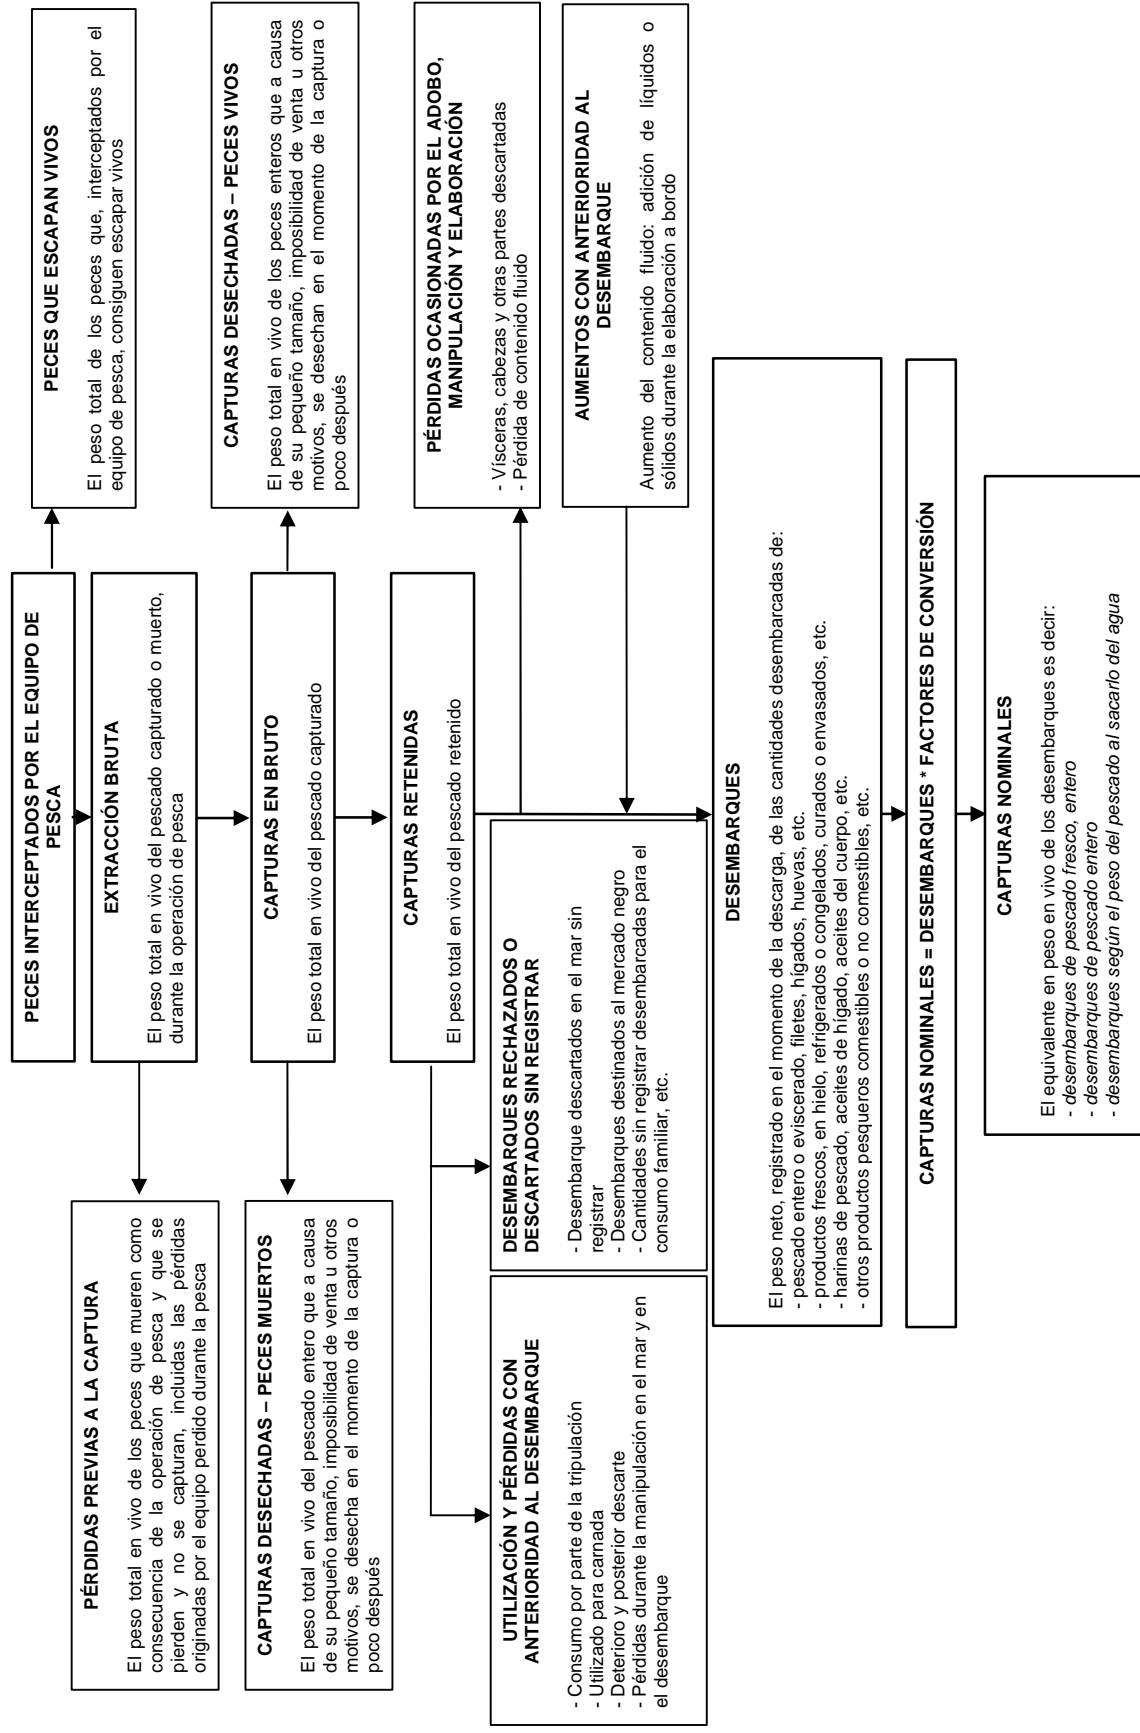 PECES INTERCEPTADOS POR EL EQUIPO DE
PESCA
PECES QUE ESCAPAN VIVOS
El peso total de los peces que, interceptados por el
equipo de pesca, consiguen escapar vivos
EXTRACCIÓN BRUTA
El peso total en vivo del pescado capturado o muerto,
durante la operación de pesca
PÉRDIDAS PREVIAS A LA CAPTURA
El peso total en vivo de los peces que mueren como
consecuencia de la operación de pesca y que se
pierden y no se capturan, incluidas las pérdidas
originadas por el equipo perdido durante la pesca
CAPTURAS EN BRUTO
El peso total en vivo del pescado capturado
CAPTURAS DESECHADAS – PECES VIVOS
El peso total en vivo de los peces enteros que a causa
de su pequeño tamaño, imposibilidad de venta u otros
motivos, se desechan en el momento de la captura o
poco después
CAPTURAS DESECHADAS – PECES MUERTOS
El peso total en vivo del pescado entero que a causa
de su pequeño tamaño, imposibilidad de venta u otros
motivos, se desecha en el momento de la captura o
poco después
CAPTURAS RETENIDAS
El peso total en vivo del pescado retenido
PÉRDIDAS OCASIONADAS POR EL ADOBO,
MANIPULACIÓN Y ELABORACIÓN
- Vísceras, cabezas y otras partes descartadas
- Pérdida de contenido fluido
UTILIZACIÓN Y PÉRDIDAS CON
ANTERIORIDAD AL DESEMBARQUE
- Consumo por parte de la tripulación
- Utilizado para carnada
- Deterioro y posterior descarte
- Pérdidas durante la manipulación en el mar y en
el desembarque
DESEMBARQUES RECHAZADOS O
DESCARTADOS SIN REGISTRAR
- Desembarque descartados en el mar sin
registrar
- Desembarques destinados al mercado negro
- Cantidades sin registrar desembarcadas para el
consumo familiar, etc.
AUMENTOS CON ANTERIORIDAD AL
DESEMBARQUE
Aumento del contenido fluido: adición de líquidos o
sólidos durante la elaboración a bordo
DESEMBARQUES
El peso neto, registrado en el momento de la descarga, de las cantidades desembarcadas de:
- pescado entero o eviscerado, filetes, hígados, huevas, etc.
- productos frescos, en hielo, refrigerados o congelados, curados o envasados, etc.
- harinas de pescado, aceites de hígado, aceites del cuerpo, etc.
- otros productos pesqueros comestibles o no comestibles, etc.
CAPTURAS NOMINALES = DESEMBARQUES * FACTORES DE CONVERSIÓN
CAPTURAS NOMINALES
El equivalente en peso en vivo de los desembarques es decir:
- desembarques de pescado fresco, entero
- desembarques de pescado entero
- desembarques según el peso del pescado al sacarlo del agua